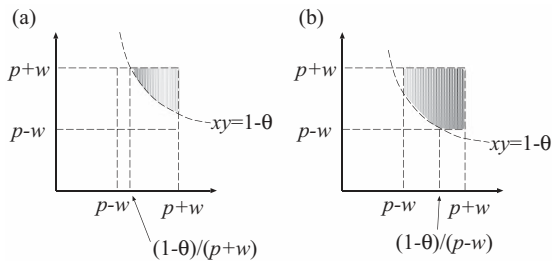 (a)
p+w
p-w
xy=1-θ
p-w
p+w
(1-θ)/(p+w)
(b)
p+w
p-w
xy=1-θ
p-w
p+w
(1-θ)/(p-w)